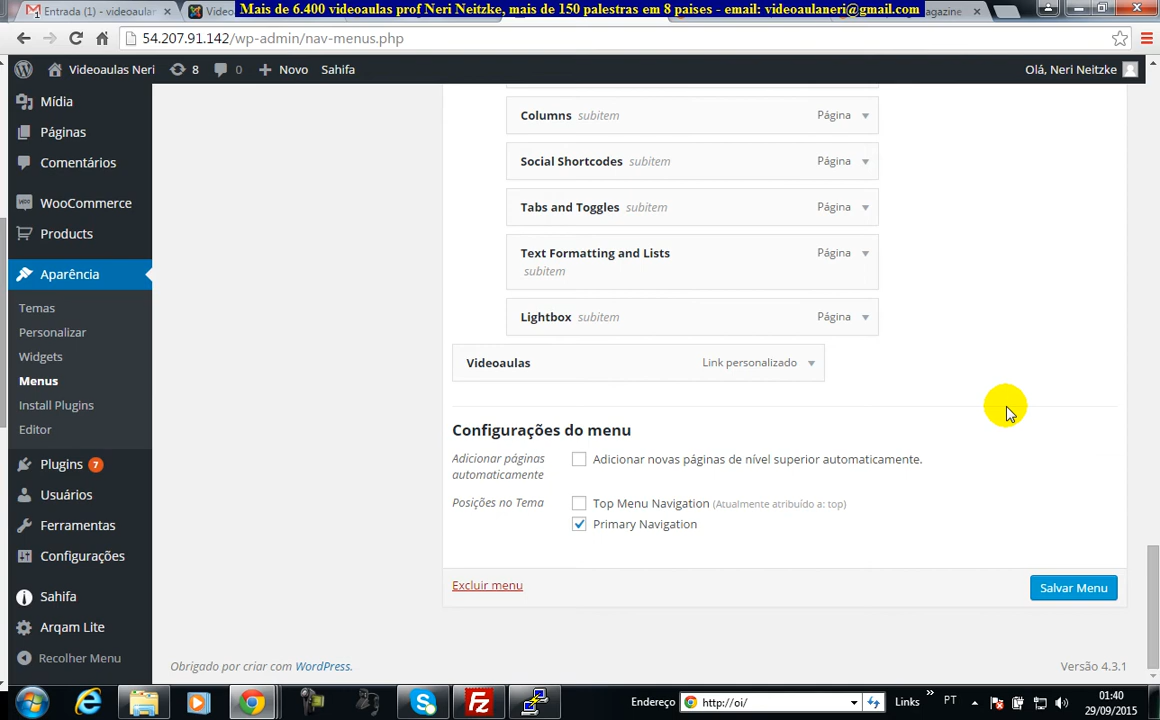 Entrada (1) - videoaulas
Video
Mais de 6.400 videoaulas prof Neri Neitzke, mais de 150 palestras em 8 paises - email: videoaulaneri@gmail.com
agazine
54.207.91.142/wp-admin/nav-menus.php
Videoaulas Neri
8
0
Novo
Sahifa
Olá, Neri Neitzke
Mídia
Páginas
Comentários
WooCommerce
Products
Aparência
Temas
Personalizar
Widgets
Menus
Install Plugins
Editor
Plugins 7
Usuários
Ferramentas
Configurações
Sahifa
Arqam Lite
Recolher Menu
Columns subitem Página
Social Shortcodes subitem Página
Tabs and Toggles subitem Página
Text Formatting and Lists Página
subitem
Lightbox subitem Página
Videoaulas Link personalizado
Configurações do menu
Adicionar páginas
automaticamente
Adicionar novas páginas de nível superior automaticamente.
Posições no Tema
Top Menu Navigation (Atualmente atribuído a: top)
Primary Navigation
Excluir menu
Salvar Menu
Obrigado por criar com WordPress.
Versão 4.3.1
Endereço
http://oi/
Links
PT
01:40
29/09/2015